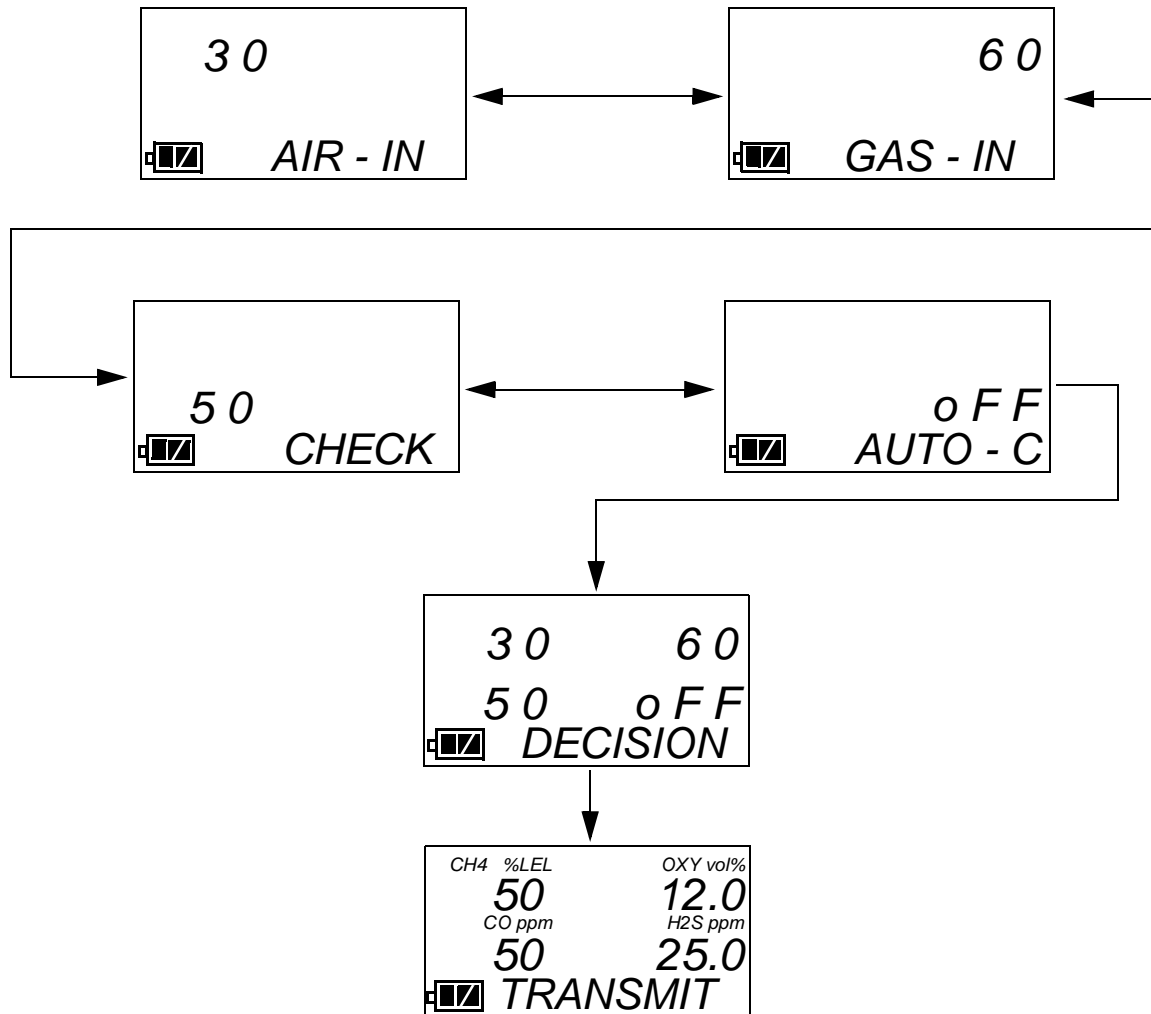 3 0
AIR - IN
6 0
GAS - IN
5 0
CHECK
o F F
AUTO - C
3 0 6 0
5 0 o F F
DECISION
CH4 %LEL OXY vol%
50 12.0
CO ppm H2S ppm
50 25.0
TRANSMIT